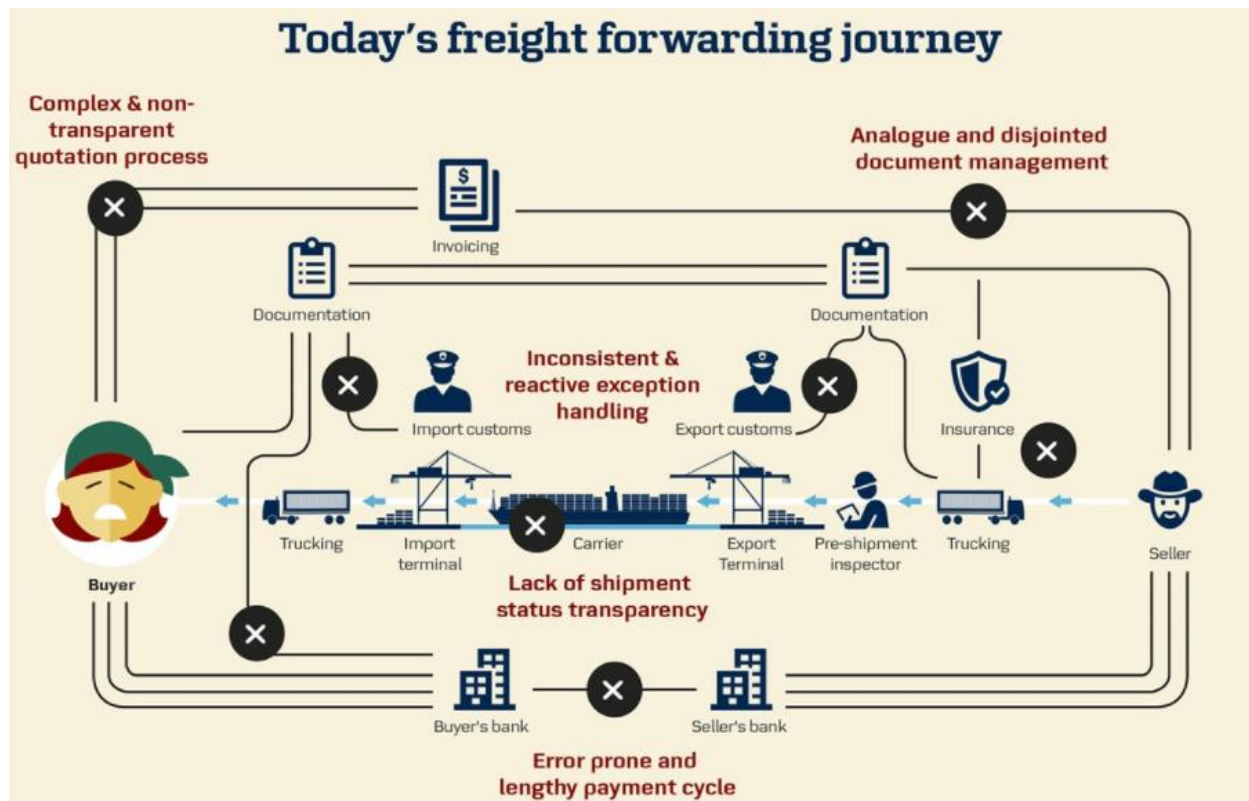 Today's freight forwarding journey
Complex & non-
transparent
quotation process
Analogue and disjointed
document management
$
Invoicing
Documentation
Documentation
Inconsistent &
reactive exception
handling
Import customs
Export customs
Insurance
Trucking
Import
terminal
Carrier
Export
Terminal
Pre-shipment
inspector
Trucking
Seller
Buyer
Lack of shipment
status transparency
Buyer's bank
Seller's bank
Error prone and
lengthy payment cycle